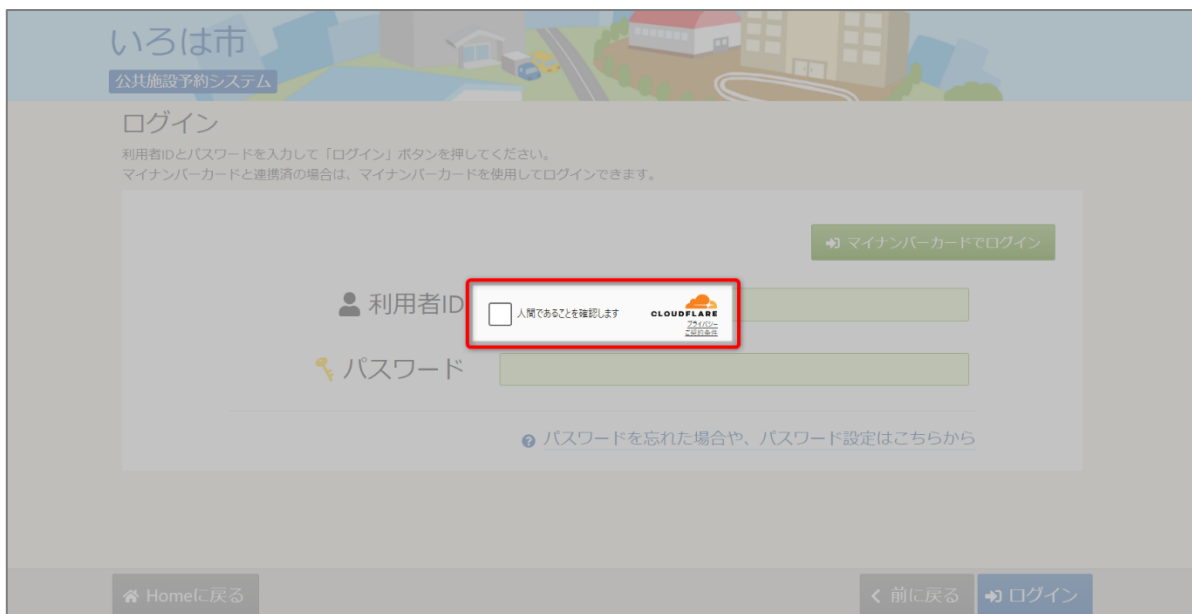 いろは市
公共施設予約システム
ログイン
利用者IDとパスワードを入力して「ログイン」ボタンを押してください。
マイナンバーカードと連携済の場合は、マイナンバーカードを使用してログインできます。
マイナンバーカードでログイン
利用者ID
人間であることを確認します
CLOUDFLARE
プライバシー
ご契約条件
パスワード
パスワードを忘れた場合や、パスワード設定はこちらから
Homeに戻る
前に戻る
ログイン